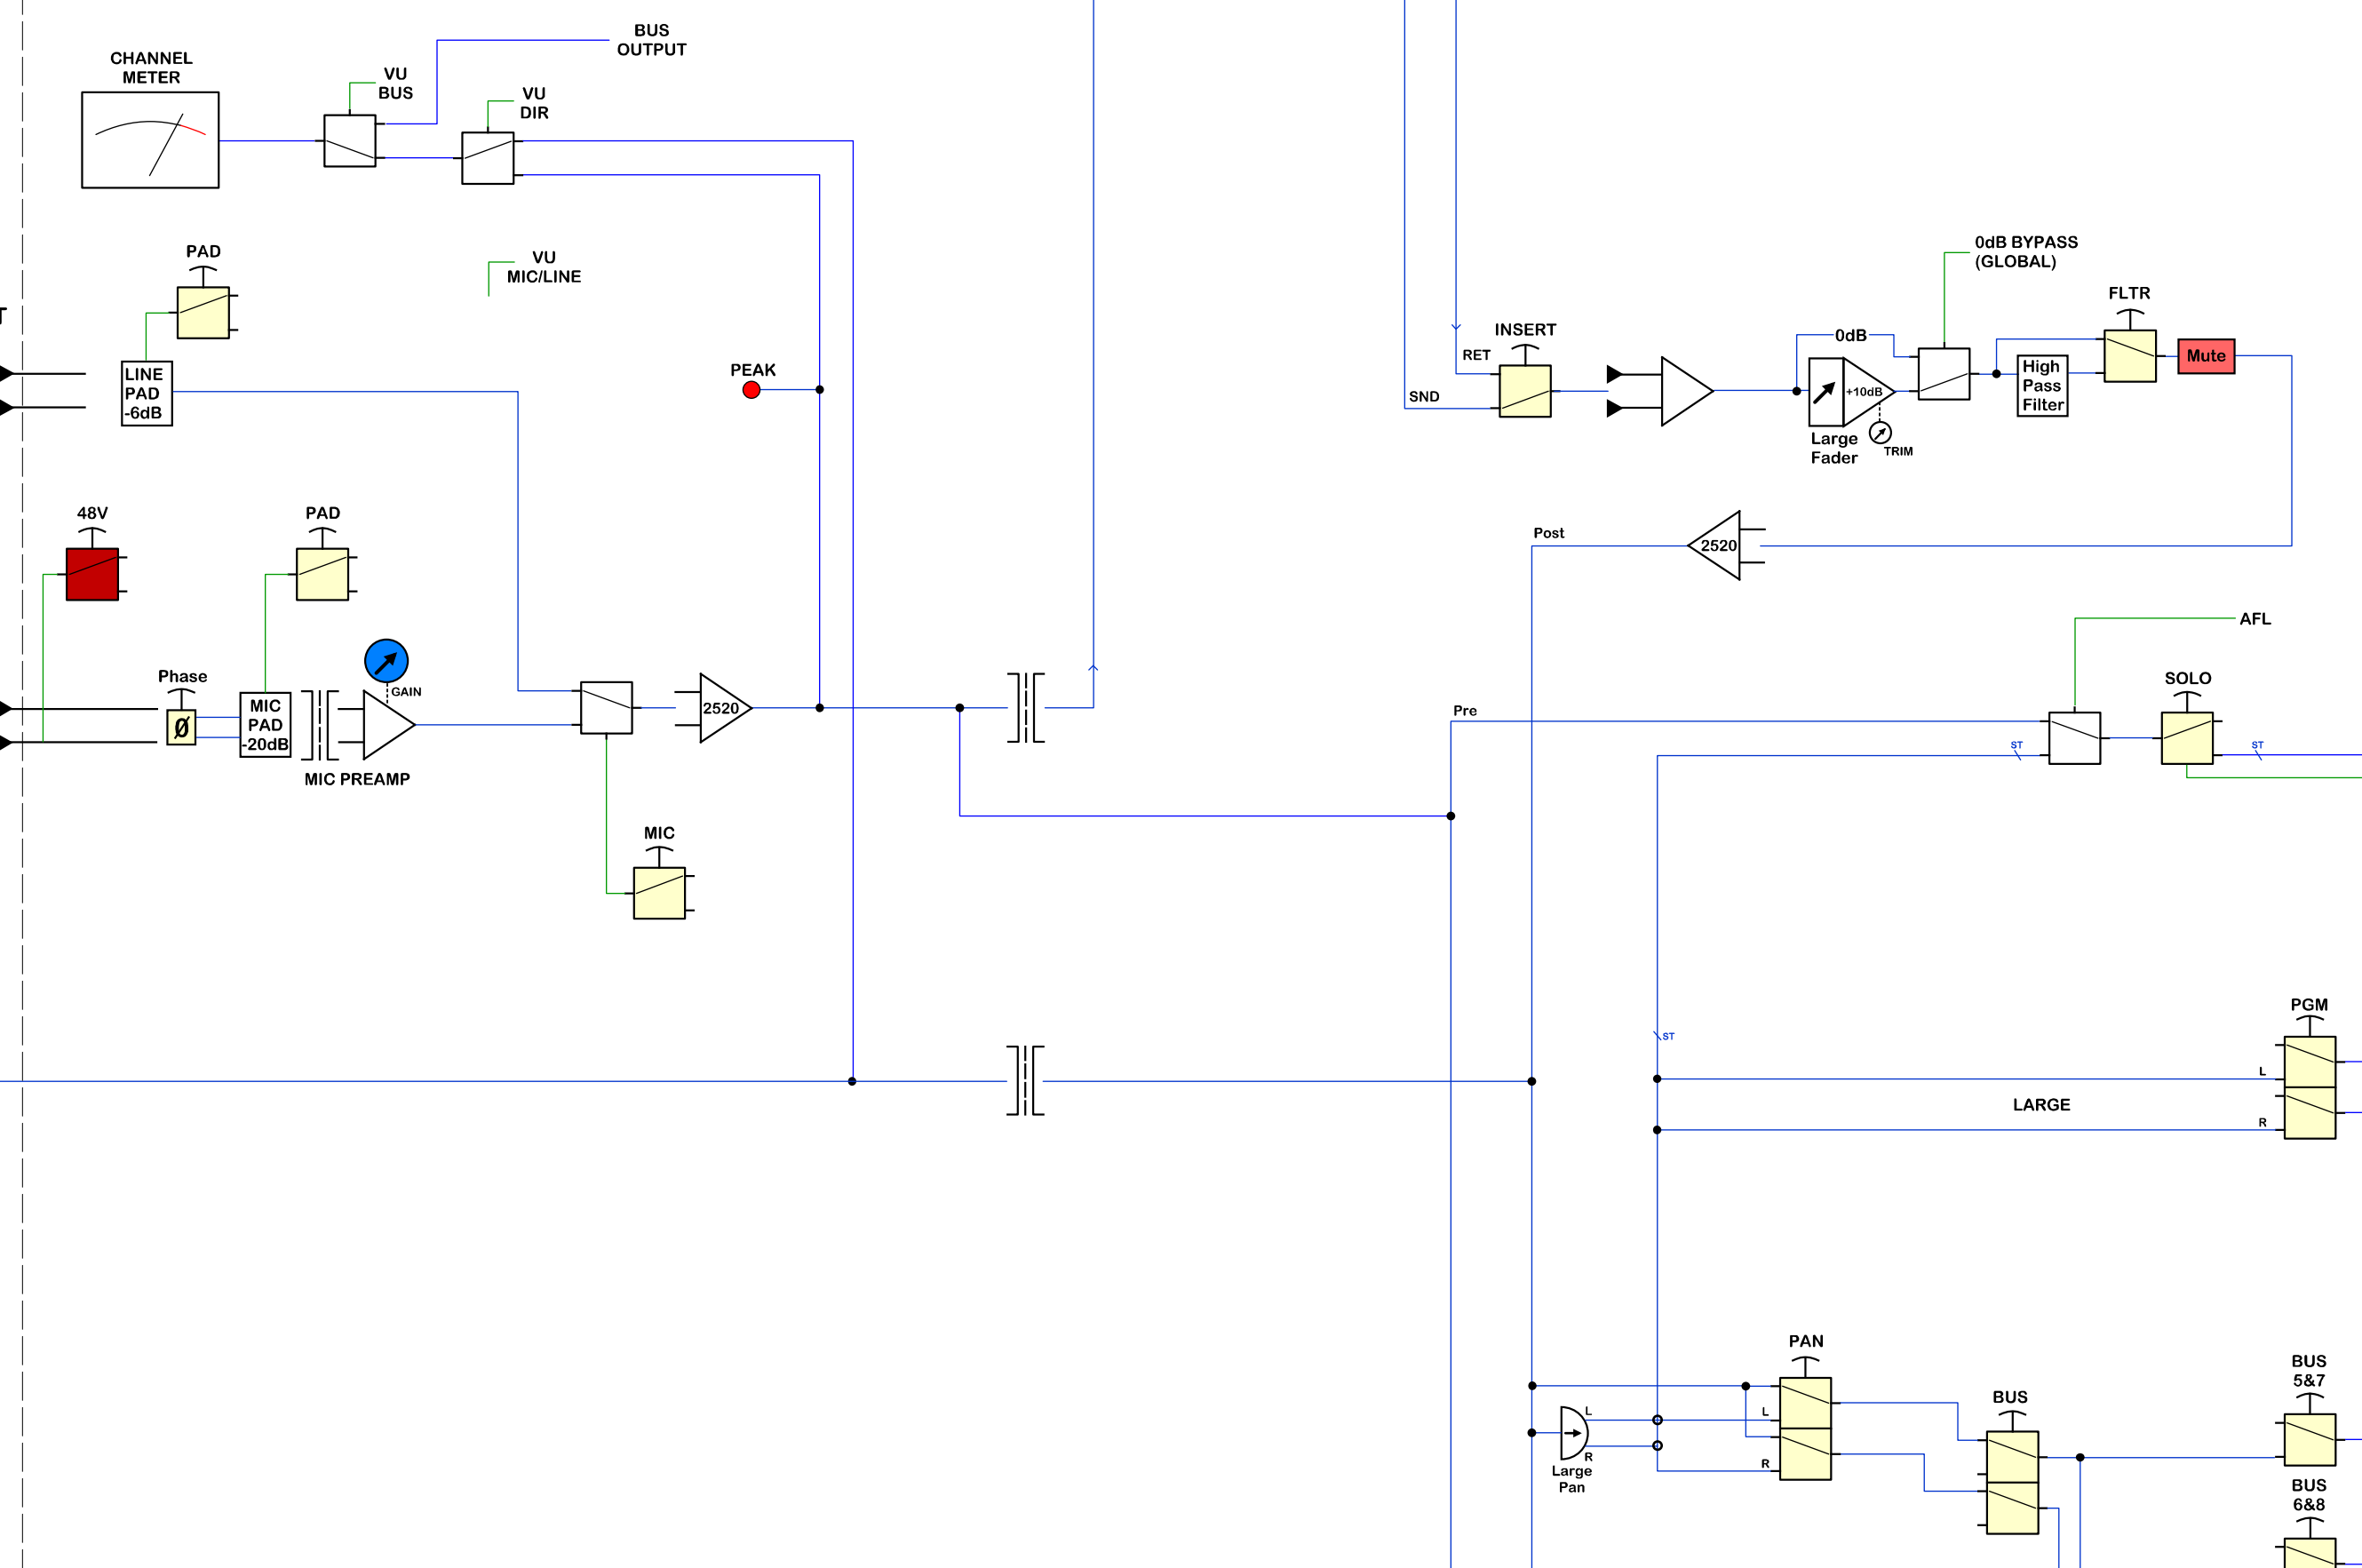 BUS
OUTPUT
CHANNEL
METER
VU
BUS
VU
DIR
PAD
VU
MIC/LINE
0dB BYPASS
(GLOBAL)
FLTR
T
INSERT
0dB
RET
High
Pass
Filter
Mute
LINE
PAD
-6dB
PEAK
SND
+10dB
Large
Fader
TRIM
48V
PAD
Post
2520
AFL
Phase
GAIN
SOLO
Ø
MIC
PAD
-20dB
2520
Pre
ST
ST
MIC PREAMP
MIC
PGM
ST
L
LARGE
R
PAN
BUS
5&7
BUS
L
L
R
R
Large
Pan
BUS
6&8